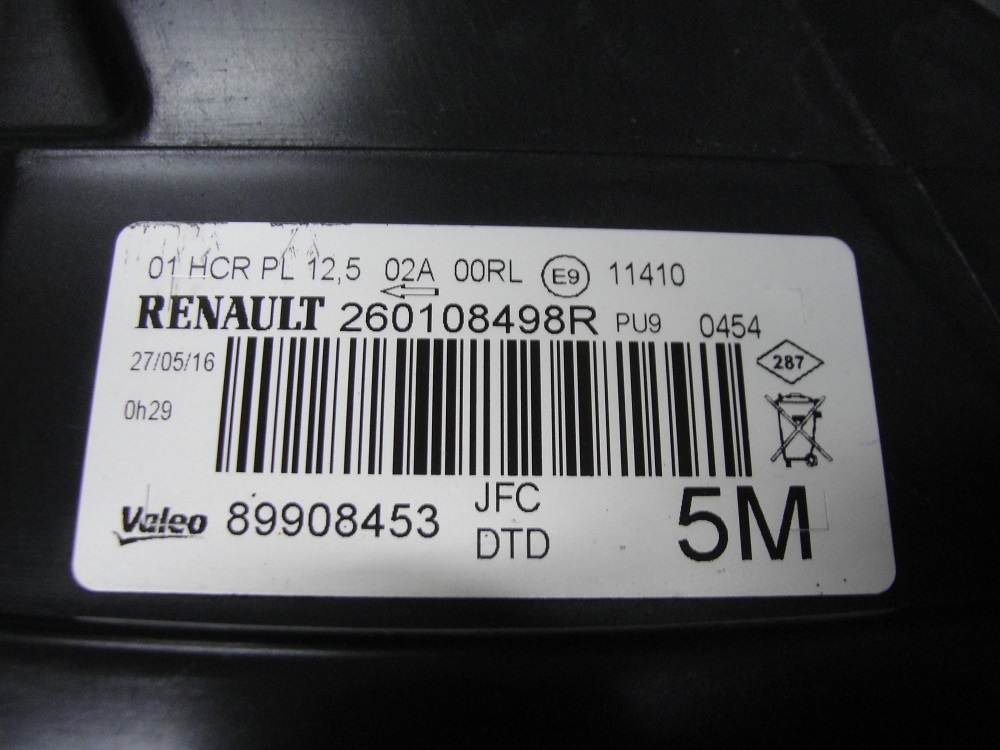 01 HCR PL 12,5 02A 00RL E9 11410
RENAULT 260108498R PU9 0454
27/05/16
287
0h29
JFC
Valeo 89908453 5M
DTD